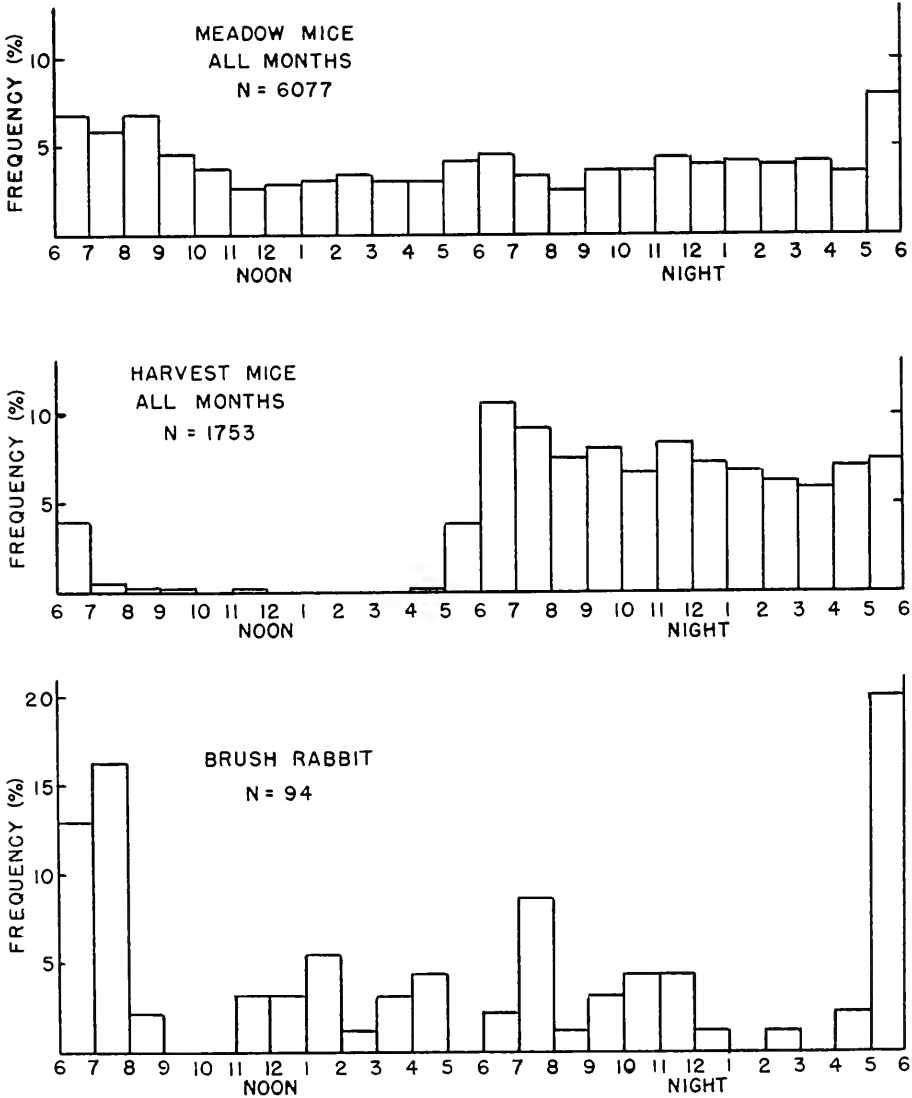 MEADOW MICE
ALL MONTHS
N = 6077
FREQUENCY (%)
10
5
6 7 8 9 10 11 12 1 2 3 4 5 6 7 8 9 10 11 12 1 2 3 4 5 6
NOON NIGHT
HARVEST MICE
ALL MONTHS
N = 1753
FREQUENCY (%)
10
5
6 7 8 9 10 11 12 1 2 3 4 5 6 7 8 9 10 11 12 1 2 3 4 5 6
NOON NIGHT
BRUSH RABBIT
N = 94
FREQUENCY (%)
20
15
10
5
6 7 8 9 10 11 12 1 2 3 4 5 6 7 8 9 10 11 12 1 2 3 4 5 6
NOON NIGHT